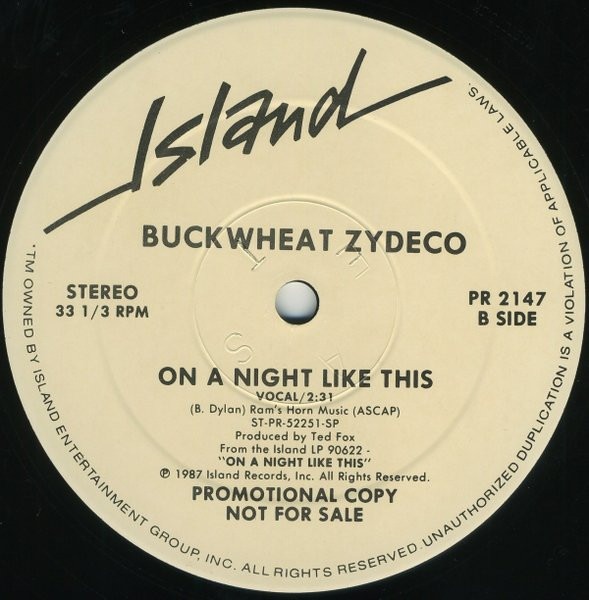 Island
BUCKWHEAT ZYDECO
STEREO
33 1/3 RPM
PR 2147
B SIDE
ON A NIGHT LIKE THIS
VOCAL/2:31
(B. Dylan) Ram's Horn Music (ASCAP)
ST-PR-52251-SP
Produced by Ted Fox
From the Island LP 90622 -
"ON A NIGHT LIKE THIS"
℗ 1987 Island Records, Inc. All Rights Reserved.
PROMOTIONAL COPY
NOT FOR SALE
*TM OWNED BY ISLAND ENTERTAINMENT GROUP, INC. ALL RIGHTS RESERVED. UNAUTHORIZED DUPLICATION IS A VIOLATION OF APPLICABLE LAWS.